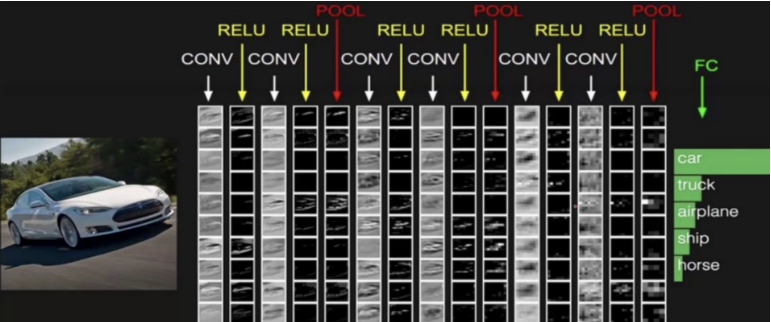 POOL POOL POOL
RELU RELU RELU RELU RELU RELU
CONV CONV CONV CONV CONV CONV
FC
car
truck
airplane
ship
horse